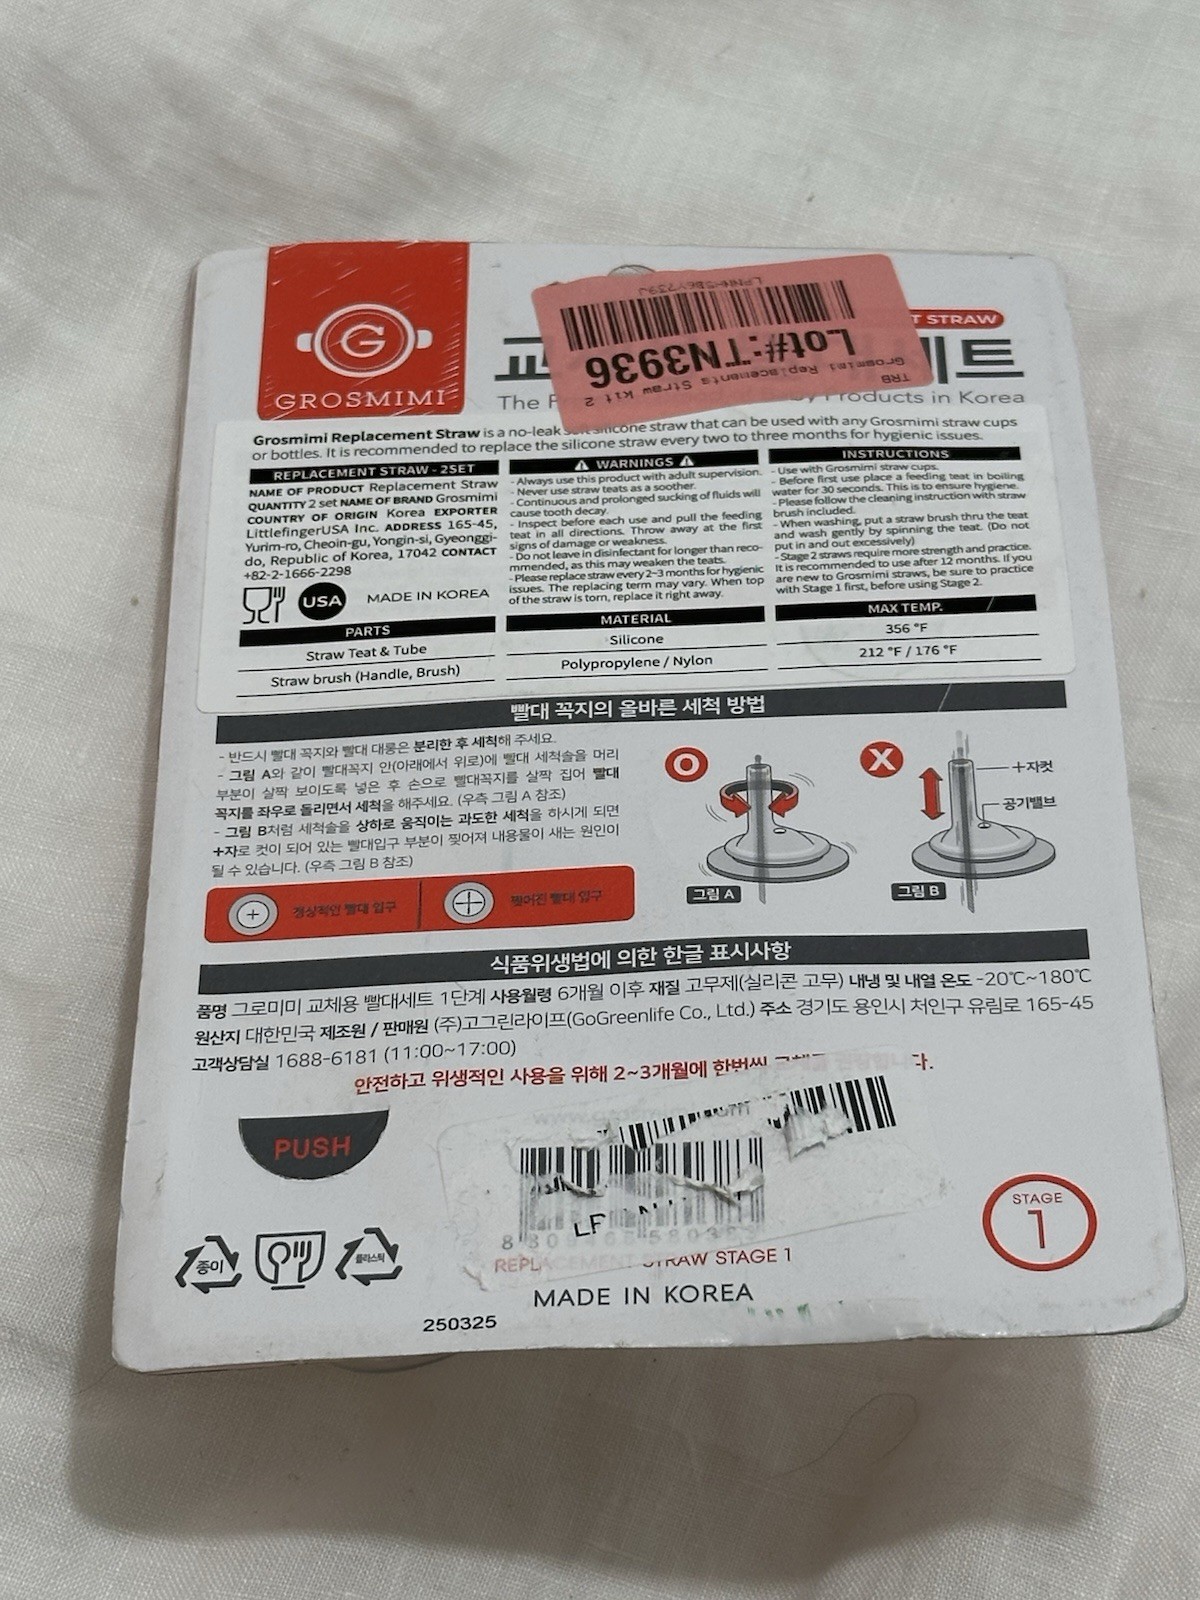 GROSMIMI
T STRAW
교
세트
The
Products in Korea
Lot#:TN3936
TRB
Grosmimi Replacements Straw Kit 2
Grosmimi Replacement Straw is a no-leak silicone straw that can be used with any Grosmimi straw cups
or bottles. It is recommended to replace the silicone straw every two to three months for hygienic issues.
REPLACEMENT STRAW - 2SET
NAME OF PRODUCT Replacement Straw
QUANTITY 2 set NAME OF BRAND Grosmimi
COUNTRY OF ORIGIN Korea EXPORTER
LittlefingerUSA Inc. ADDRESS 165-45,
Yurim-ro, Cheoin-gu, Yongin-si, Gyeonggi-
do, Republic of Korea, 17042 CONTACT
+82-2-1666-2298
USA
MADE IN KOREA
WARNINGS
- Always use this product with adult supervision.
- Never use straw teats as a soother.
- Continuous and prolonged sucking of fluids will
cause tooth decay.
- Inspect before each use and pull the feeding
teat in all directions. Throw away at the first
signs of damage or weakness.
- Do not leave in disinfectant for longer than reco-
mmended, as this may weaken the teats.
- Please replace straw every 2~3 months for hygienic
issues. The replacing term may vary. When top
of the straw is torn, replace it right away.
INSTRUCTIONS
- Use with Grosmimi straw cups.
- Before first use place a feeding teat in boiling
water for 30 seconds. This is to ensure hygiene.
- Please follow the cleaning instruction with straw
brush included.
- When washing, put a straw brush thru the teat
and wash gently by spinning the teat. (Do not
put in and out excessively)
- Stage 2 straws require more strength and practice.
It is recommended to use after 12 months. If you
are new to Grosmimi straws, be sure to practice
with Stage 1 first, before using Stage 2.
PARTS MATERIAL MAX TEMP.
Straw Teat & Tube Silicone 356 °F
Straw brush (Handle, Brush) Polypropylene / Nylon 212 °F / 176 °F
빨대 꼭지의 올바른 세척 방법
- 반드시 빨대 꼭지와 빨대 대롱은 분리한 후 세척해 주세요.
- 그림 A와 같이 빨대꼭지 안(아래에서 위로)에 빨대 세척솔을 머리
부분이 살짝 보이도록 넣은 후 손으로 빨대꼭지를 살짝 집어 빨대
꼭지를 좌우로 돌리면서 세척을 해주세요. (우측 그림 A 참조)
- 그림 B처럼 세척솔을 상하로 움직이는 과도한 세척을 하시게 되면
+자로 컷이 되어 있는 빨대입구 부분이 찢어져 내용물이 새는 원인이
될 수 있습니다. (우측 그림 B 참조)
정상적인 빨대 입구
찢어진 빨대 입구
O
X
+자컷
공기밸브
그림 A
그림 B
식품위생법에 의한 한글 표시사항
품명 그로미미 교체용 빨대세트 1단계 사용월령 6개월 이후 재질 고무제(실리콘 고무) 내냉 및 내열 온도 -20℃~180℃
원산지 대한민국 제조원 / 판매원 (주)고그린라이프(GoGreenlife Co., Ltd.) 주소 경기도 용인시 처인구 유림로 165-45
고객상담실 1688-6181 (11:00~17:00)
안전하고 위생적인 사용을 위해 2~3개월에 한번씩 교체를 권장합니다.
PUSH
종이
플라스틱
REPLACEMENT STRAW STAGE 1
MADE IN KOREA
250325
STAGE
1